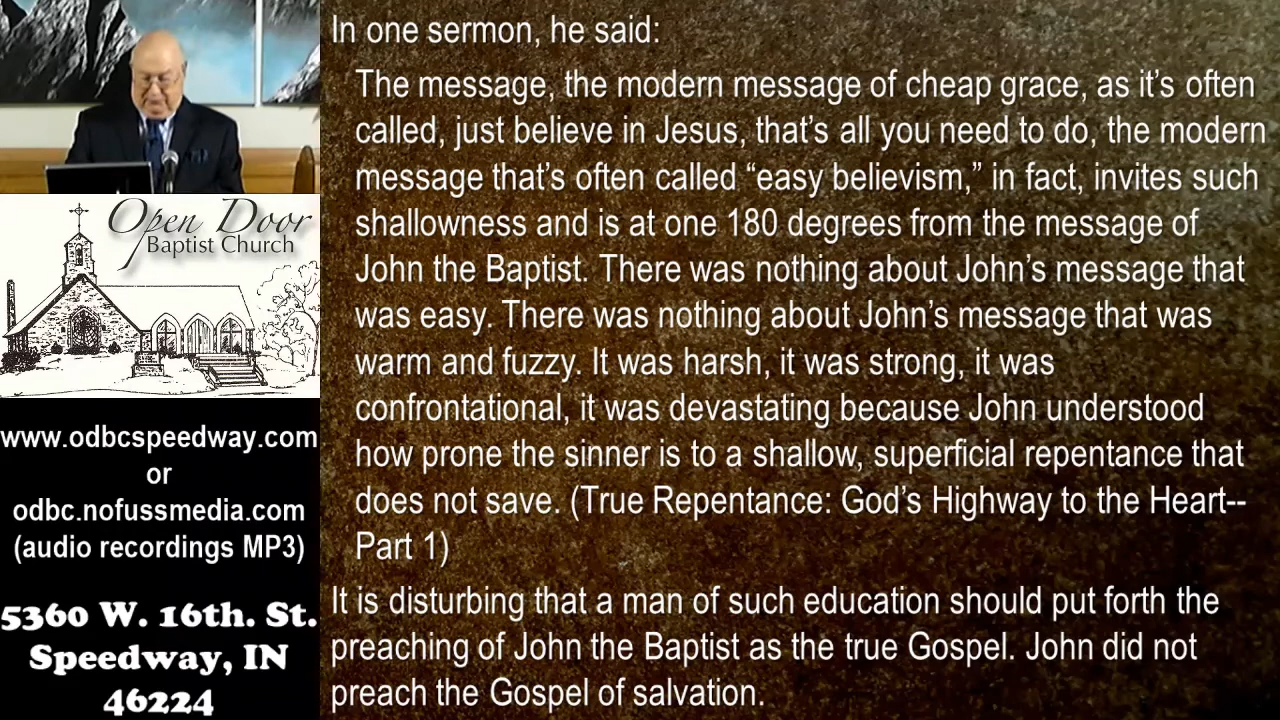 In one sermon, he said:
The message, the modern message of cheap grace, as it’s often
called, just believe in Jesus, that’s all you need to do, the modern
message that’s often called “easy believism,” in fact, invites such
shallowness and is at one 180 degrees from the message of
John the Baptist. There was nothing about John’s message that
was easy. There was nothing about John’s message that was
warm and fuzzy. It was harsh, it was strong, it was
confrontational, it was devastating because John understood
how prone the sinner is to a shallow, superficial repentance that
does not save. (True Repentance: God’s Highway to the Heart--
Part 1)
It is disturbing that a man of such education should put forth the
preaching of John the Baptist as the true Gospel. John did not
preach the Gospel of salvation.
Open Door
Baptist Church
www.odbcspeedway.com
or
odbc.nofussmedia.com
(audio recordings MP3)
5360 W. 16th. St.
Speedway, IN
46224